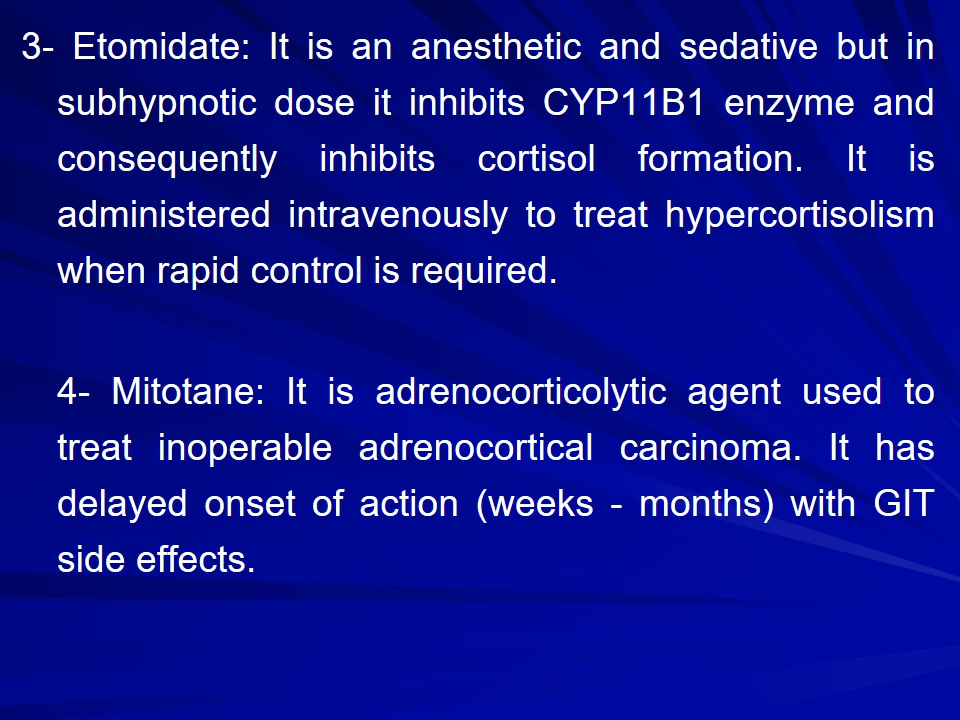 3- Etomidate: It is an anesthetic and sedative but in
subhypnotic dose it inhibits CYP11B1 enzyme and
consequently inhibits cortisol formation. It is
administered intravenously to treat hypercortisolism
when rapid control is required.
4- Mitotane: It is adrenocorticolytic agent used to
treat inoperable adrenocortical carcinoma. It has
delayed onset of action (weeks - months) with GIT
side effects.